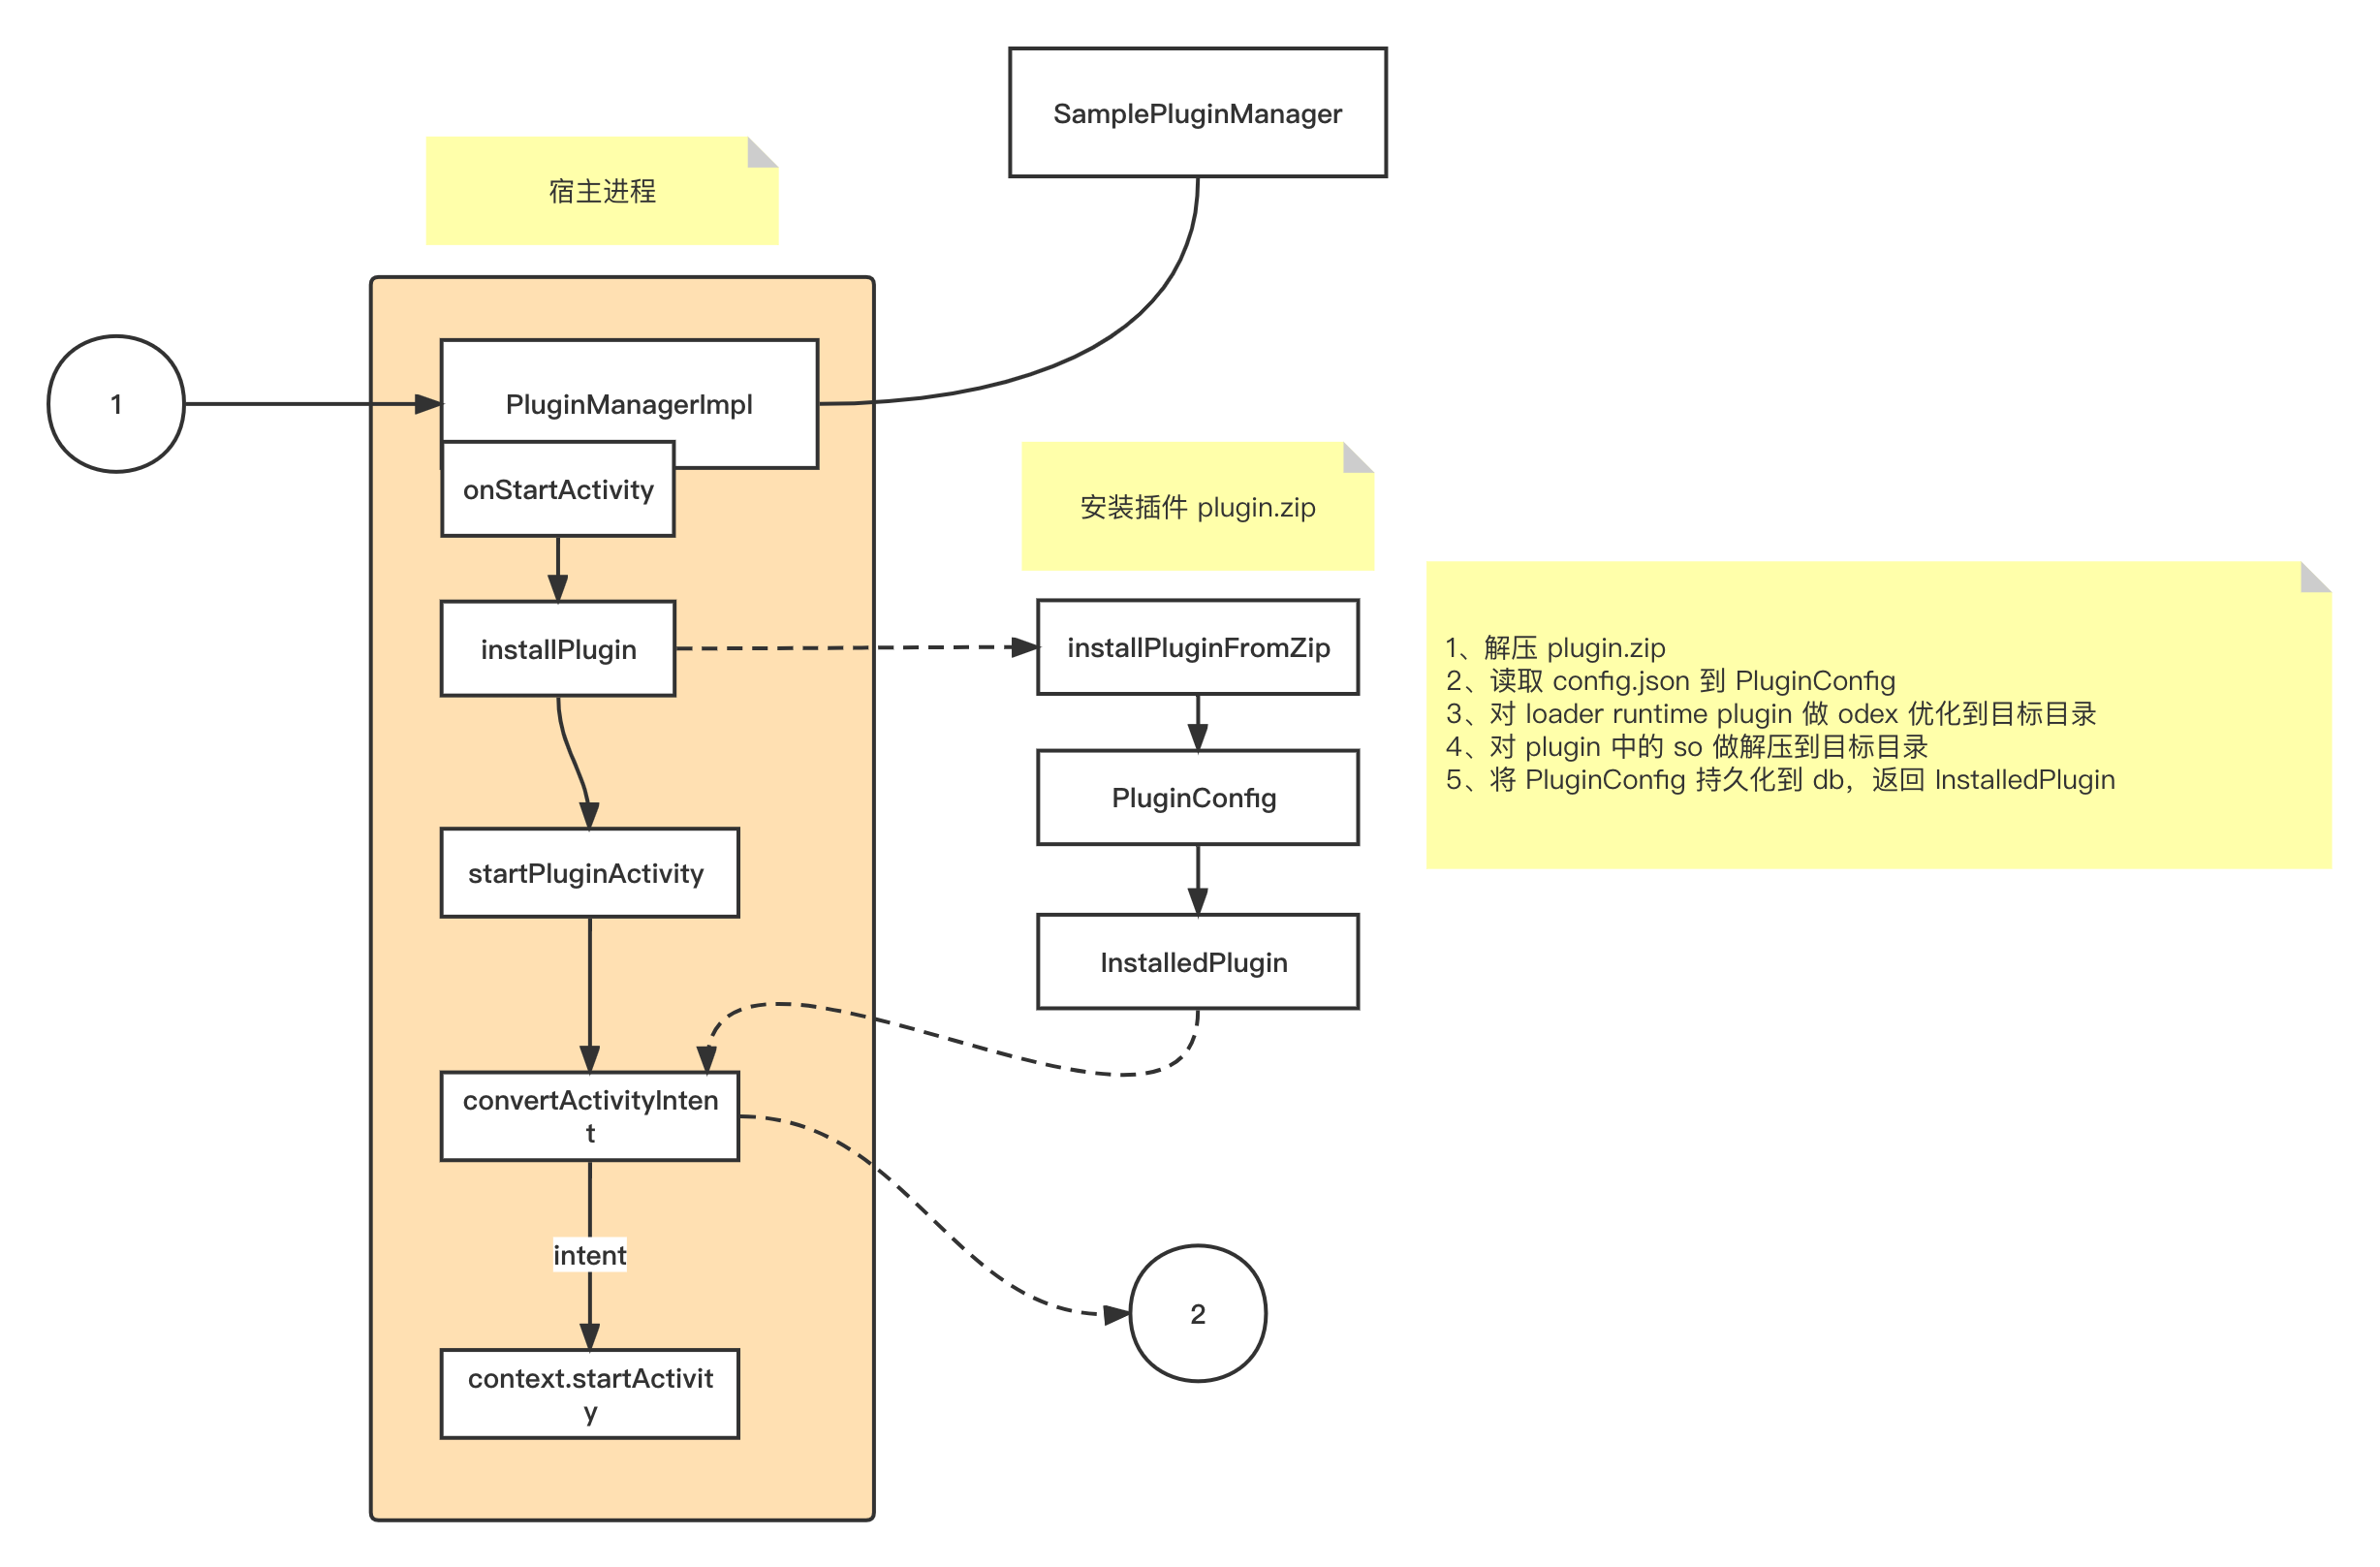 SamplePluginManager
宿主进程
1
PluginManagerImpl
onStartActivity
安装插件 plugin.zip
installPlugin
installPluginFromZip
1、解压 plugin.zip
2、读取 config.json 到 PluginConfig
3、对 loader runtime plugin 做 odex 优化到目标目录
4、对 plugin 中的 so 做解压到目标目录
5、将 PluginConfig 持久化到 db，返回 InstalledPlugin
PluginConfig
startPluginActivity
InstalledPlugin
convertActivityInten
t
intent
2
context.startActivit
y